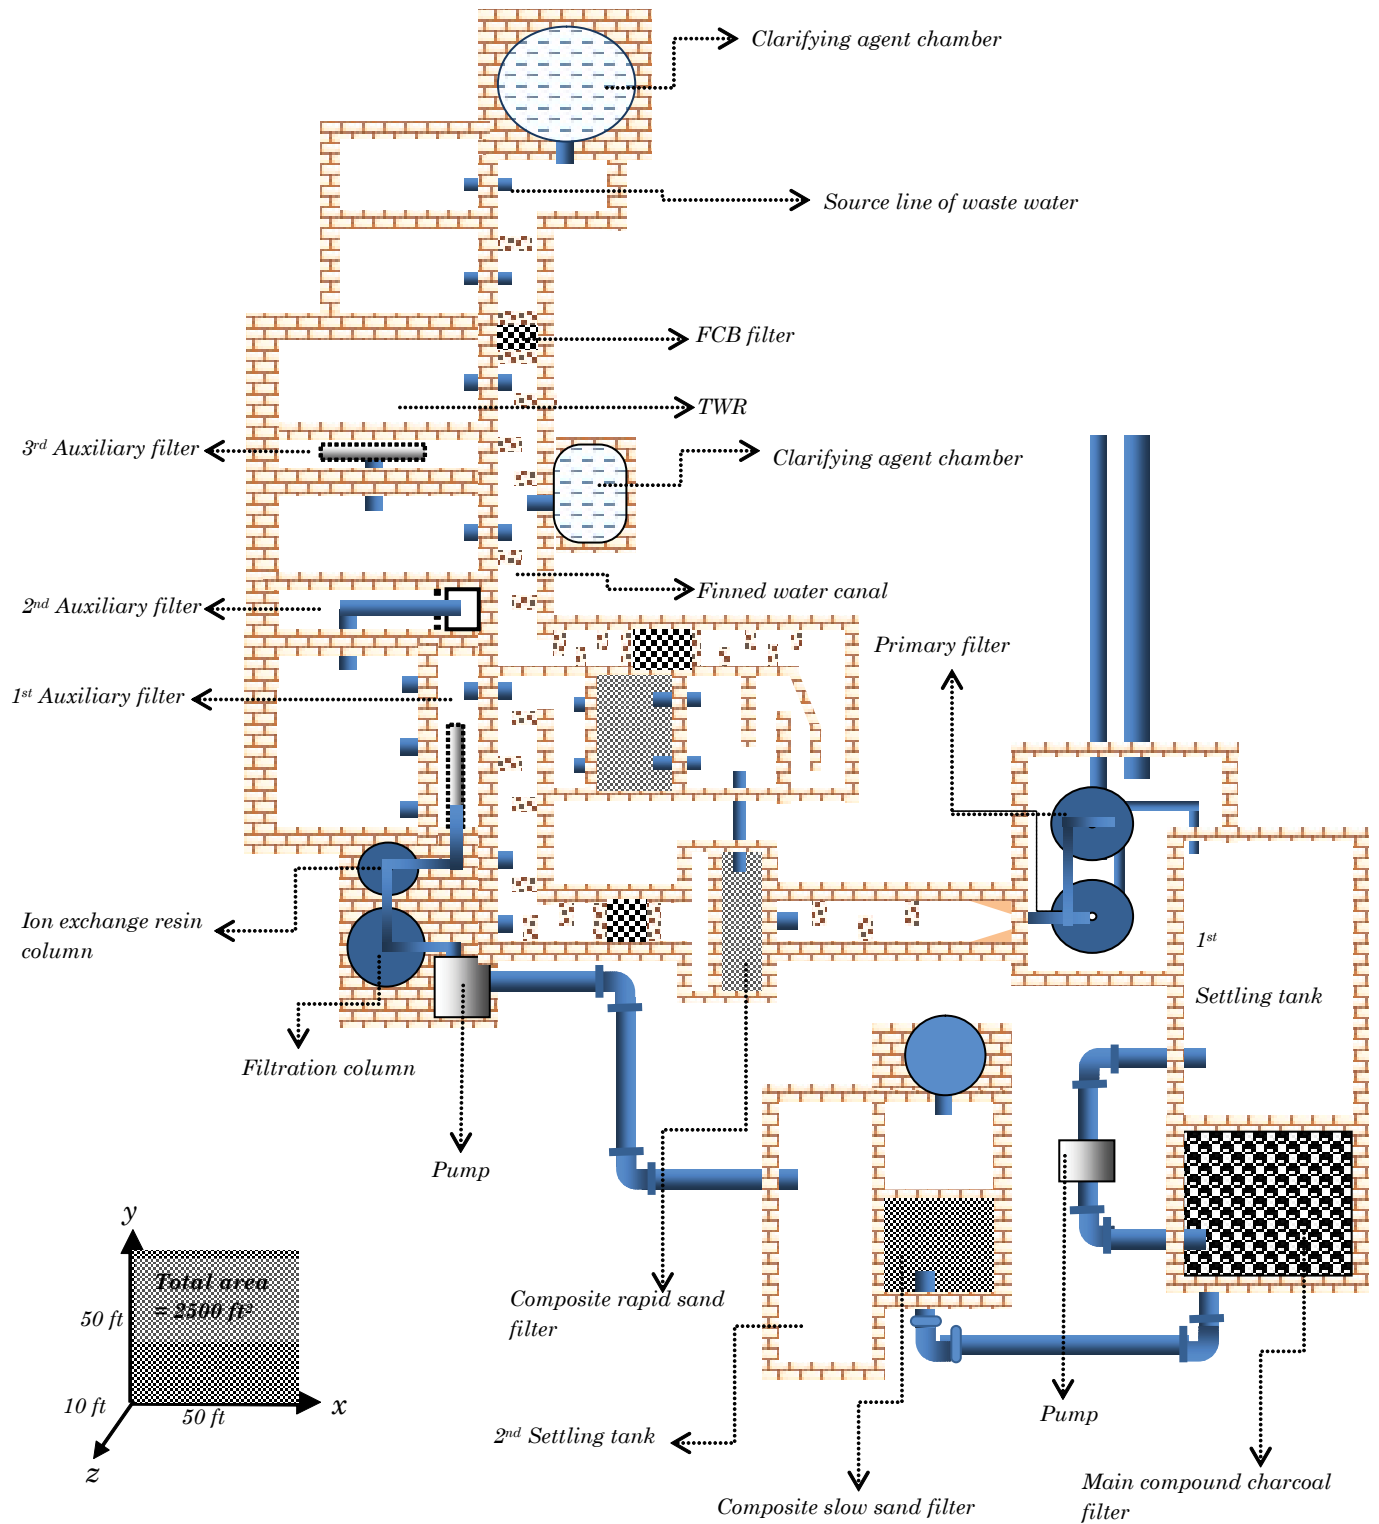 Clarifying agent chamber
Source line of waste water
FCB filter
TWR
3rd Auxiliary filter
Clarifying agent chamber
2nd Auxiliary filter
Finned water canal
Primary filter
1st Auxiliary filter
Ion exchange resin
column
1st
Settling tank
Filtration column
Pump
y
Total area
= 2500 ft²
50 ft
10 ft
50 ft
x
z
Composite rapid sand
filter
2nd Settling tank
Pump
Composite slow sand filter
Main compound charcoal
filter